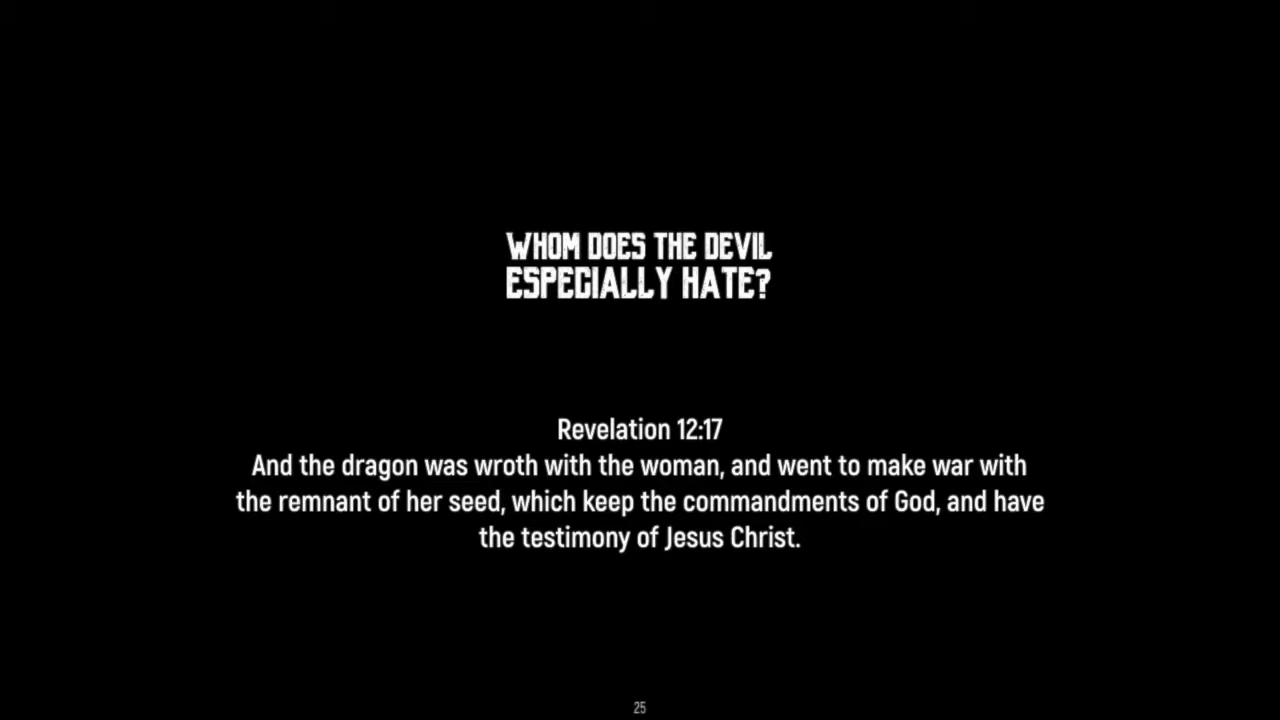 WHOM DOES THE DEVIL
ESPECIALLY HATE?
Revelation 12:17
And the dragon was wroth with the woman, and went to make war with
the remnant of her seed, which keep the commandments of God, and have
the testimony of Jesus Christ.
25